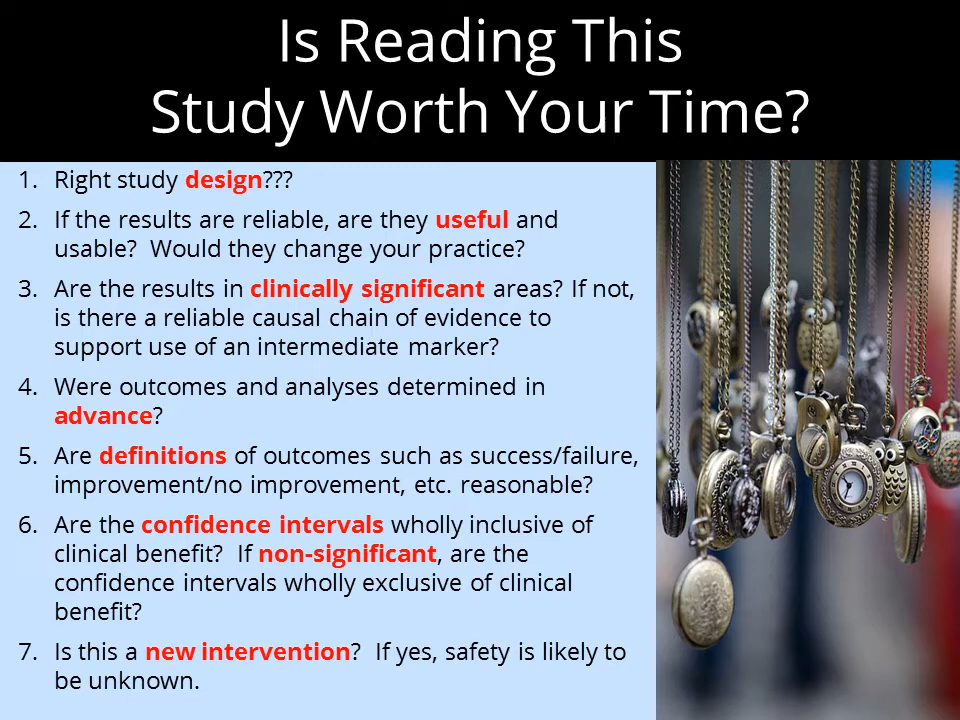 Is Reading This
Study Worth Your Time?
1. Right study design???
2. If the results are reliable, are they useful and
usable?  Would they change your practice?
3. Are the results in clinically significant areas? If not,
is there a reliable causal chain of evidence to
support use of an intermediate marker?
4. Were outcomes and analyses determined in
advance?
5. Are definitions of outcomes such as success/failure,
improvement/no improvement, etc. reasonable?
6. Are the confidence intervals wholly inclusive of
clinical benefit?  If non-significant, are the
confidence intervals wholly exclusive of clinical
benefit?
7. Is this a new intervention?  If yes, safety is likely to
be unknown.